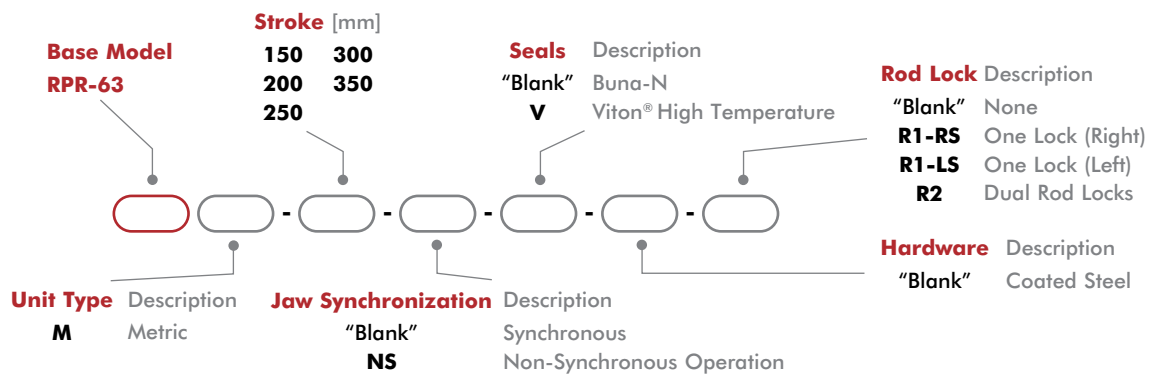 Base Model
RPR-63
Stroke [mm]
150 300
200 350
250
Seals Description
"Blank" Buna-N
V Viton® High Temperature
Rod Lock Description
"Blank" None
R1-RS One Lock (Right)
R1-LS One Lock (Left)
R2 Dual Rod Locks
- - - - -
Unit Type Description
M Metric
Jaw Synchronization Description
"Blank" Synchronous
NS Non-Synchronous Operation
Hardware Description
"Blank" Coated Steel